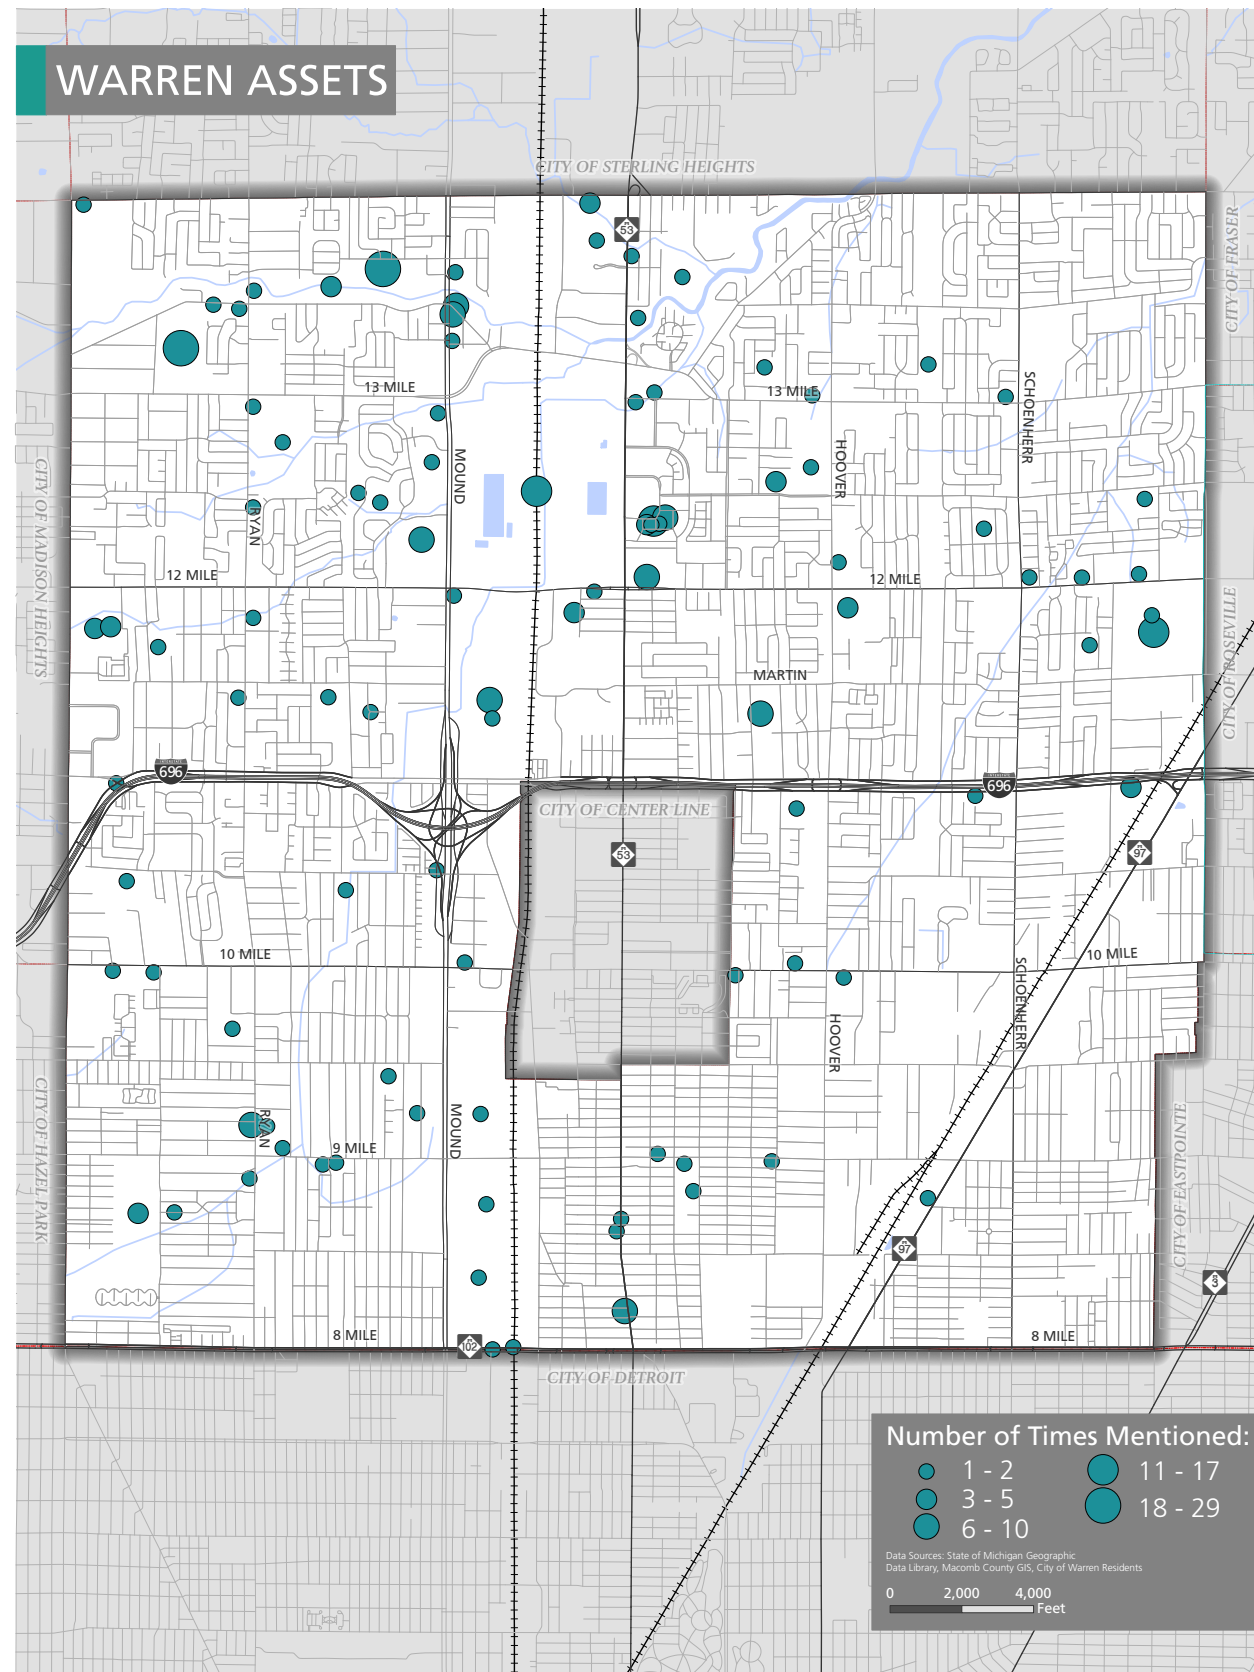 WARREN ASSETS
CITY OF STERLING HEIGHTS
M
53
CITY OF FRASER
13 MILE
13 MILE
SCHOENHERR
HOOVER
MOUND
RYAN
CITY OF MADISON HEIGHTS
12 MILE
12 MILE
CITY OF ROSEVILLE
MARTIN
INTERSTATE
696
INTERSTATE
696
CITY OF CENTER LINE
M
53
M
97
10 MILE
10 MILE
SCHOENHERR
HOOVER
CITY OF HAZEL PARK
RYAN
MOUND
9 MILE
CITY OF EASTPOINTE
M
97
M
3
8 MILE
M
102
8 MILE
CITY OF DETROIT
Number of Times Mentioned:
1 - 2
3 - 5
6 - 10
11 - 17
18 - 29
Data Sources: State of Michigan Geographic
Data Library, Macomb County GIS, City of Warren Residents
0 2,000 4,000
Feet